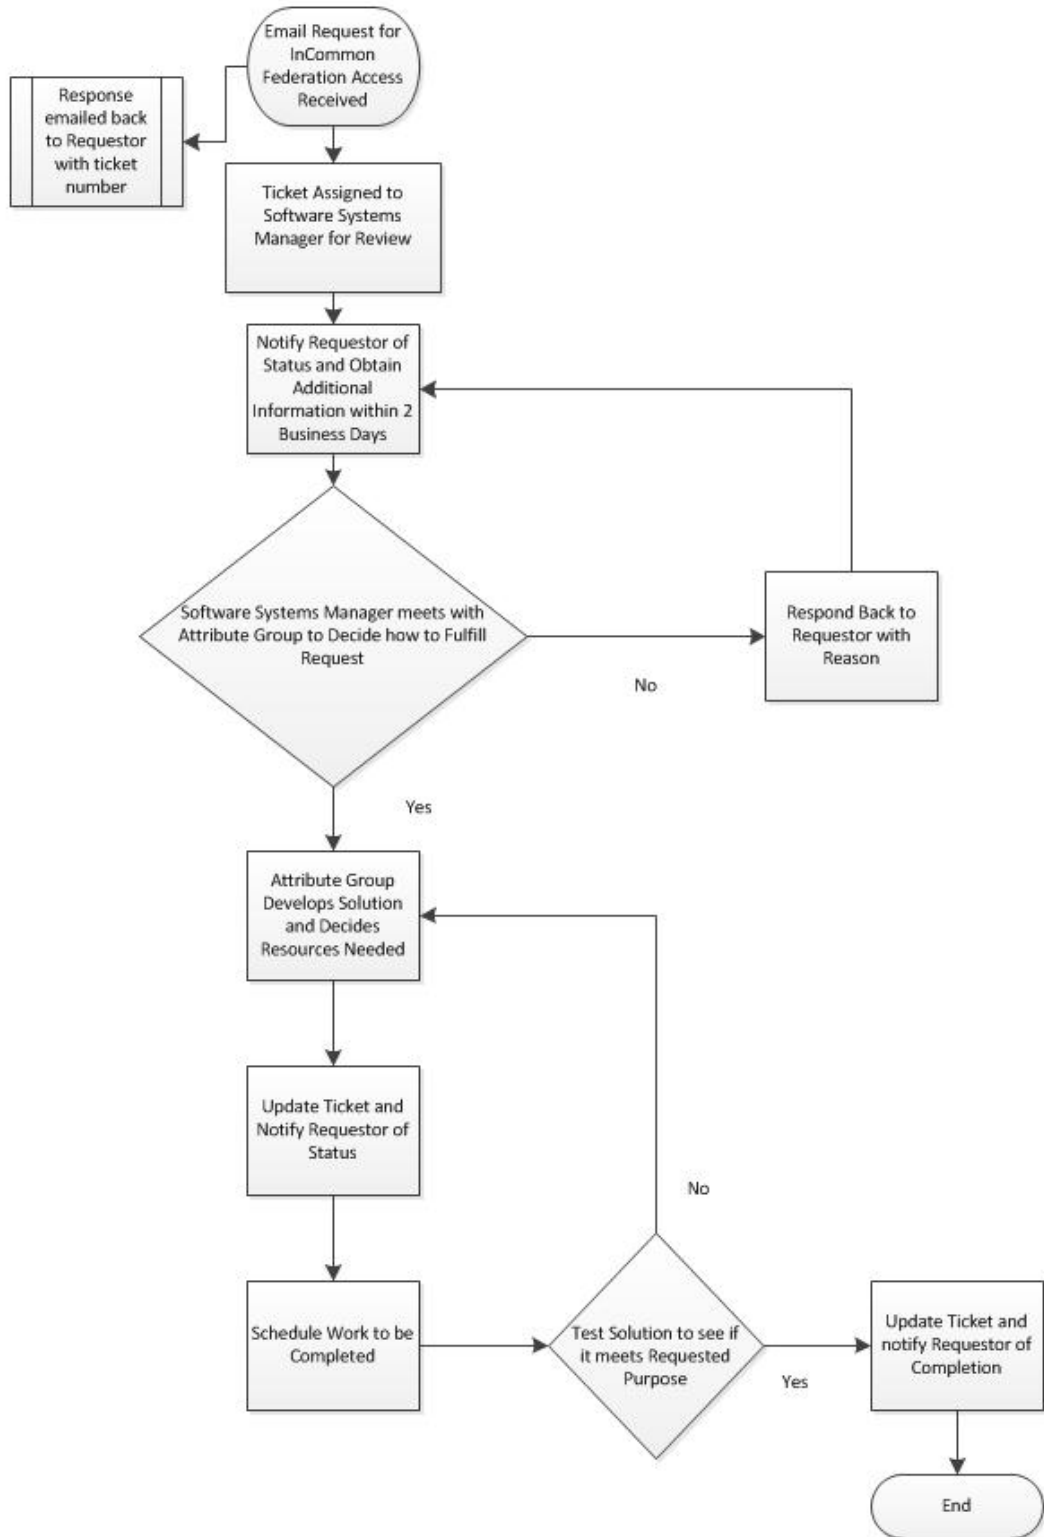 Email Request for
InCommon
Federation Access
Received
Response
emailed back
to Requestor
with ticket
number
Ticket Assigned to
Software Systems
Manager for Review
Notify Requestor of
Status and Obtain
Additional
Information within 2
Business Days
Software Systems Manager meets with
Attribute Group to Decide how to Fulfill
Request
No
Respond Back to
Requestor with
Reason
Yes
Attribute Group
Develops Solution
and Decides
Resources Needed
Update Ticket and
Notify Requestor of
Status
No
Schedule Work to be
Completed
Test Solution to see if
it meets Requested
Purpose
Yes
Update Ticket and
notify Requestor of
Completion
End